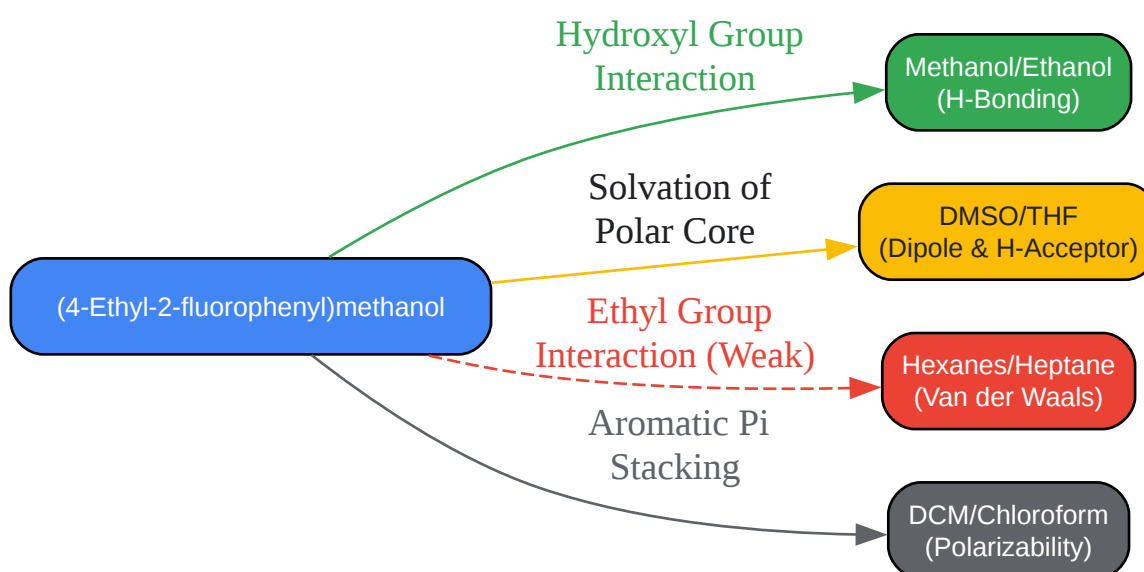 Hydroxyl Group
Interaction
Methanol/Ethanol
(H-Bonding)
Solvation of
Polar Core
DMSO/THF
(Dipole & H-Acceptor)
(4-Ethyl-2-fluorophenyl)methanol
Ethyl Group
Interaction (Weak)
Hexanes/Heptane
(Van der Waals)
Aromatic Pi
Stacking
DCM/Chloroform
(Polarizability)